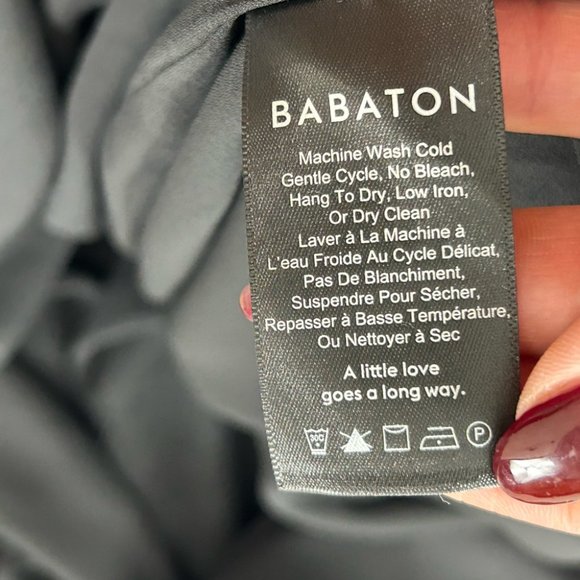 BABATON
Machine Wash Cold
Gentle Cycle, No Bleach,
Hang To Dry, Low Iron,
Or Dry Clean
Laver à La Machine à
L'eau Froide Au Cycle Délicat,
Pas De Blanchiment,
Suspendre Pour Sécher,
Repasser à Basse Température,
Ou Nettoyer à Sec
A little love
goes a long way.
30C P